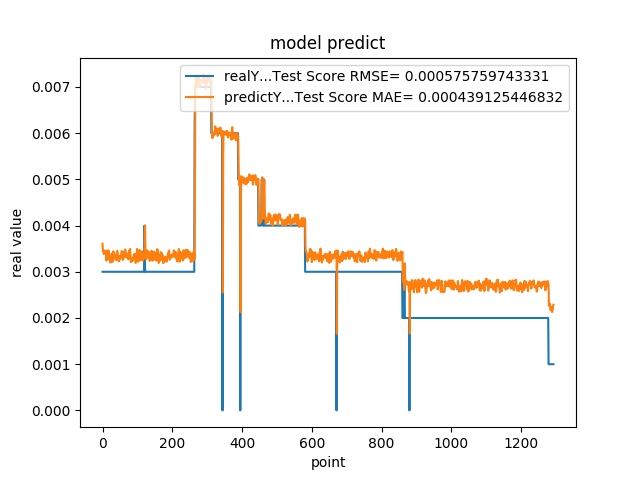 model predict
realY...Test Score RMSE= 0.000575759743331
predictY...Test Score MAE= 0.000439125446832
0.007
0.006
0.005
0.004
0.003
0.002
0.001
0.000
real value
0 200 400 600 800 1000 1200
point